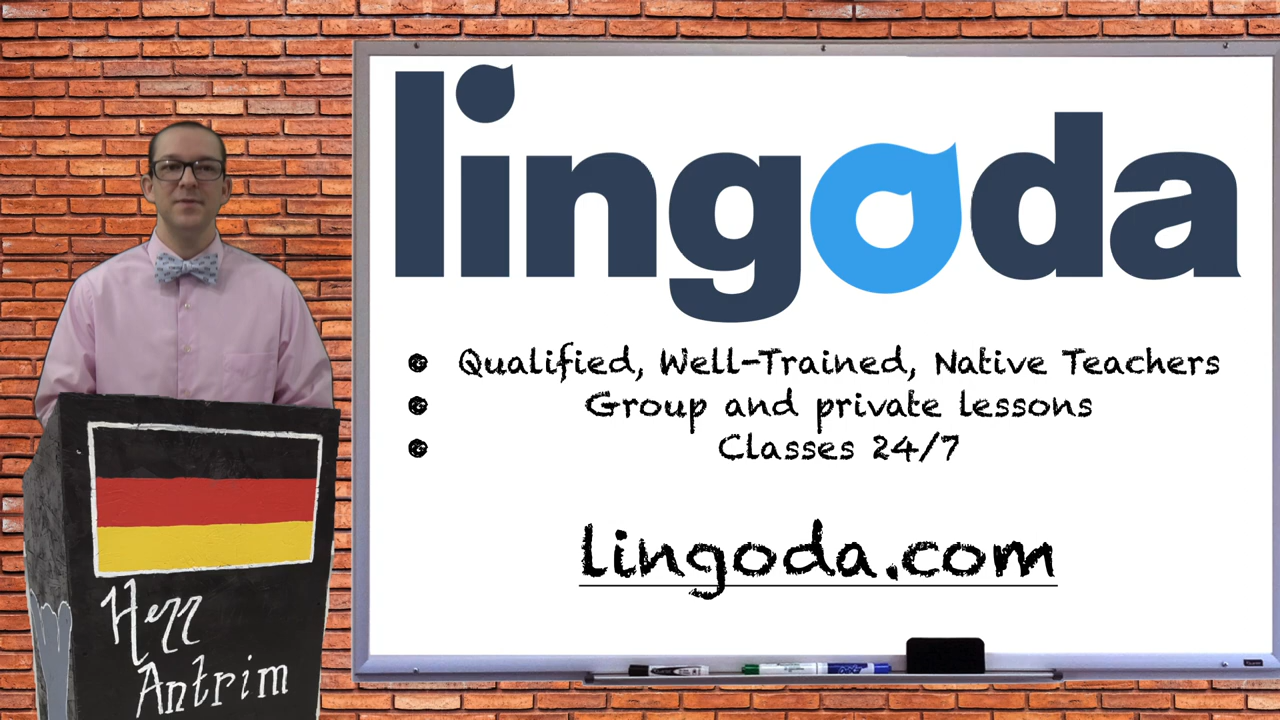 lingoda
Qualified, Well-Trained, Native Teachers
Group and private lessons
Classes 24/7
lingoda.com
Herr
Antrim